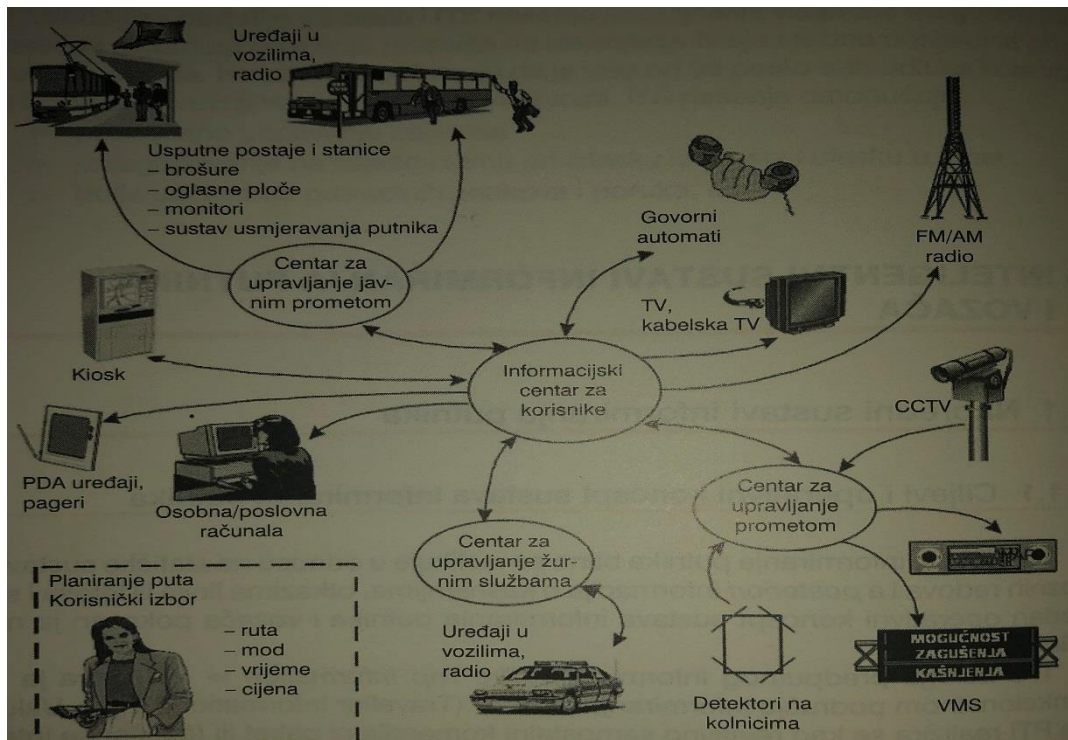 Uređaji u
vozilima,
radio
Usputne postaje i stanice
– brošure
– oglasne ploče
– monitori
– sustav usmjeravanja putnika
Centar za
upravljanje jav-
nim prometom
Govorni
automati
FM/AM
radio
TV,
kabelska TV
Kiosk
Informacijski
centar za
korisnike
CCTV
PDA uređaji,
pageri
Osobna/poslovna
računala
Centar za
upravljanje
prometom
Centar za
upravljanje žur-
nim službama
Planiranje puta
Korisnički izbor
– ruta
– mod
– vrijeme
– cijena
Uređaji u
vozilima,
radio
Detektori na
kolnicima
MOGUĆNOST
ZAGUŠENJA
KAŠNJENJA
VMS